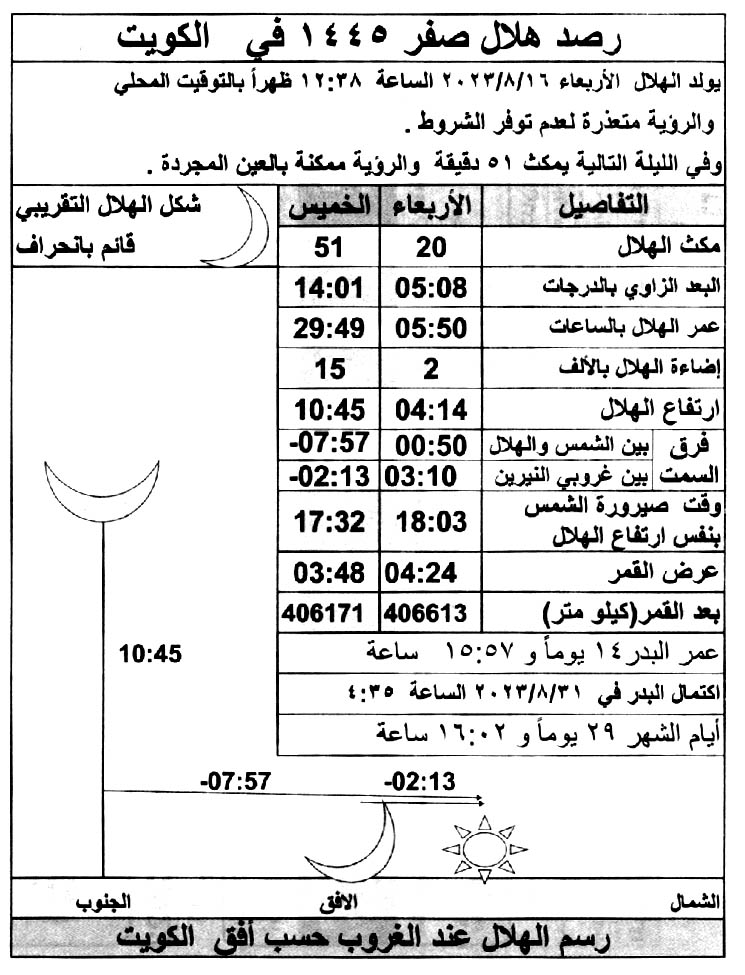 رصد هلال صفر ١٤٤٥ في الكويت
يولد الهلال الأربعاء ٢٠٢٣/٨/١٦ الساعة ١٢:٣٨ ظهراً بالتوقيت المحلي
والرؤية متعذرة لعدم توفر الشروط .
وفي الليلة التالية يمكث ٥١ دقيقة والرؤية ممكنة بالعين المجردة .
التفاصيل الأربعاء الخميس
شكل الهلال التقريبي
قائم بانحراف
مكث الهلال 20 51
البعد الزاوي بالدرجات 05:08 14:01
عمر الهلال بالساعات 05:50 29:49
إضاءة الهلال بالألف 2 15
ارتفاع الهلال 04:14 10:45
فرق بين الشمس والهلال 00:50 -07:57
السمت بين غروبي النيرين 03:10 -02:13
وقت صيرورة الشمس
بنفس ارتفاع الهلال 18:03 17:32
عرض القمر 04:24 03:48
بعد القمر(كيلو متر) 406613 406171
عمر البدر ١٤ يوماً و ١٥:٥٧ ساعة
اكتمال البدر في ٢٠٢٣/٨/٣١ الساعة ٤:٣٥
أيام الشهر ٢٩ يوماً و ١٦:٠٢ ساعة
10:45
-07:57 -02:13
الشمال الافق الجنوب
رسم الهلال عند الغروب حسب أفق الكويت